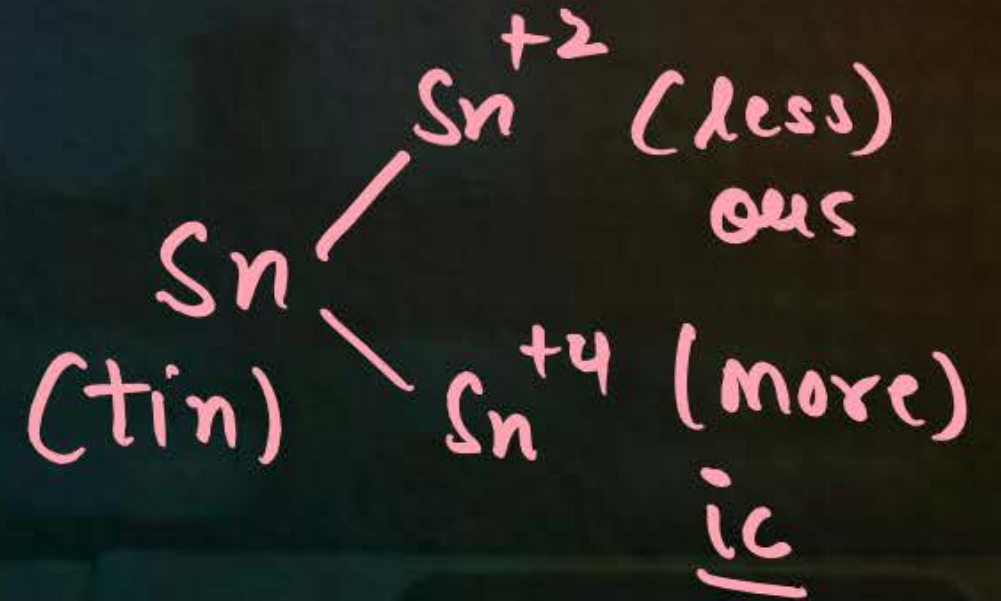 Sn⁺² (less)
ous
Sn
(tin)
Sn⁺⁴ (more)
ic